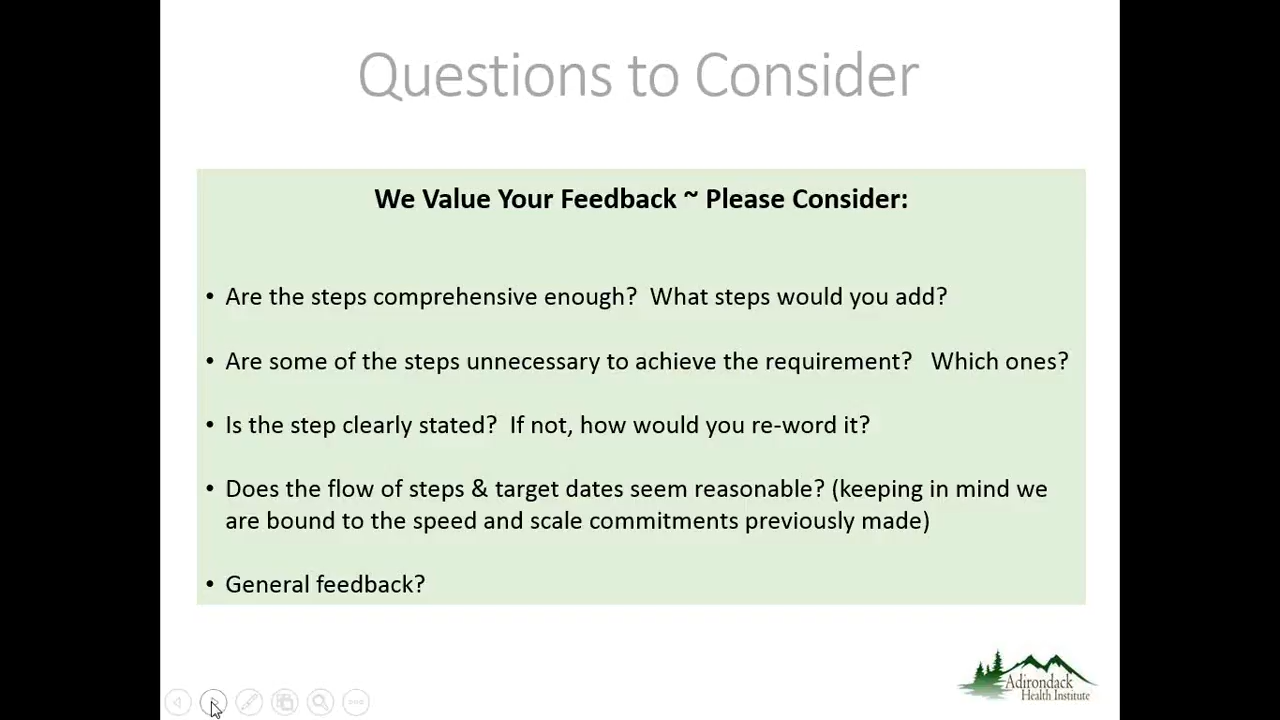 Questions to Consider
We Value Your Feedback ~ Please Consider:
• Are the steps comprehensive enough?  What steps would you add?
• Are some of the steps unnecessary to achieve the requirement?   Which ones?
• Is the step clearly stated?  If not, how would you re-word it?
• Does the flow of steps & target dates seem reasonable? (keeping in mind we
are bound to the speed and scale commitments previously made)
• General feedback?
Adirondack
Health Institute